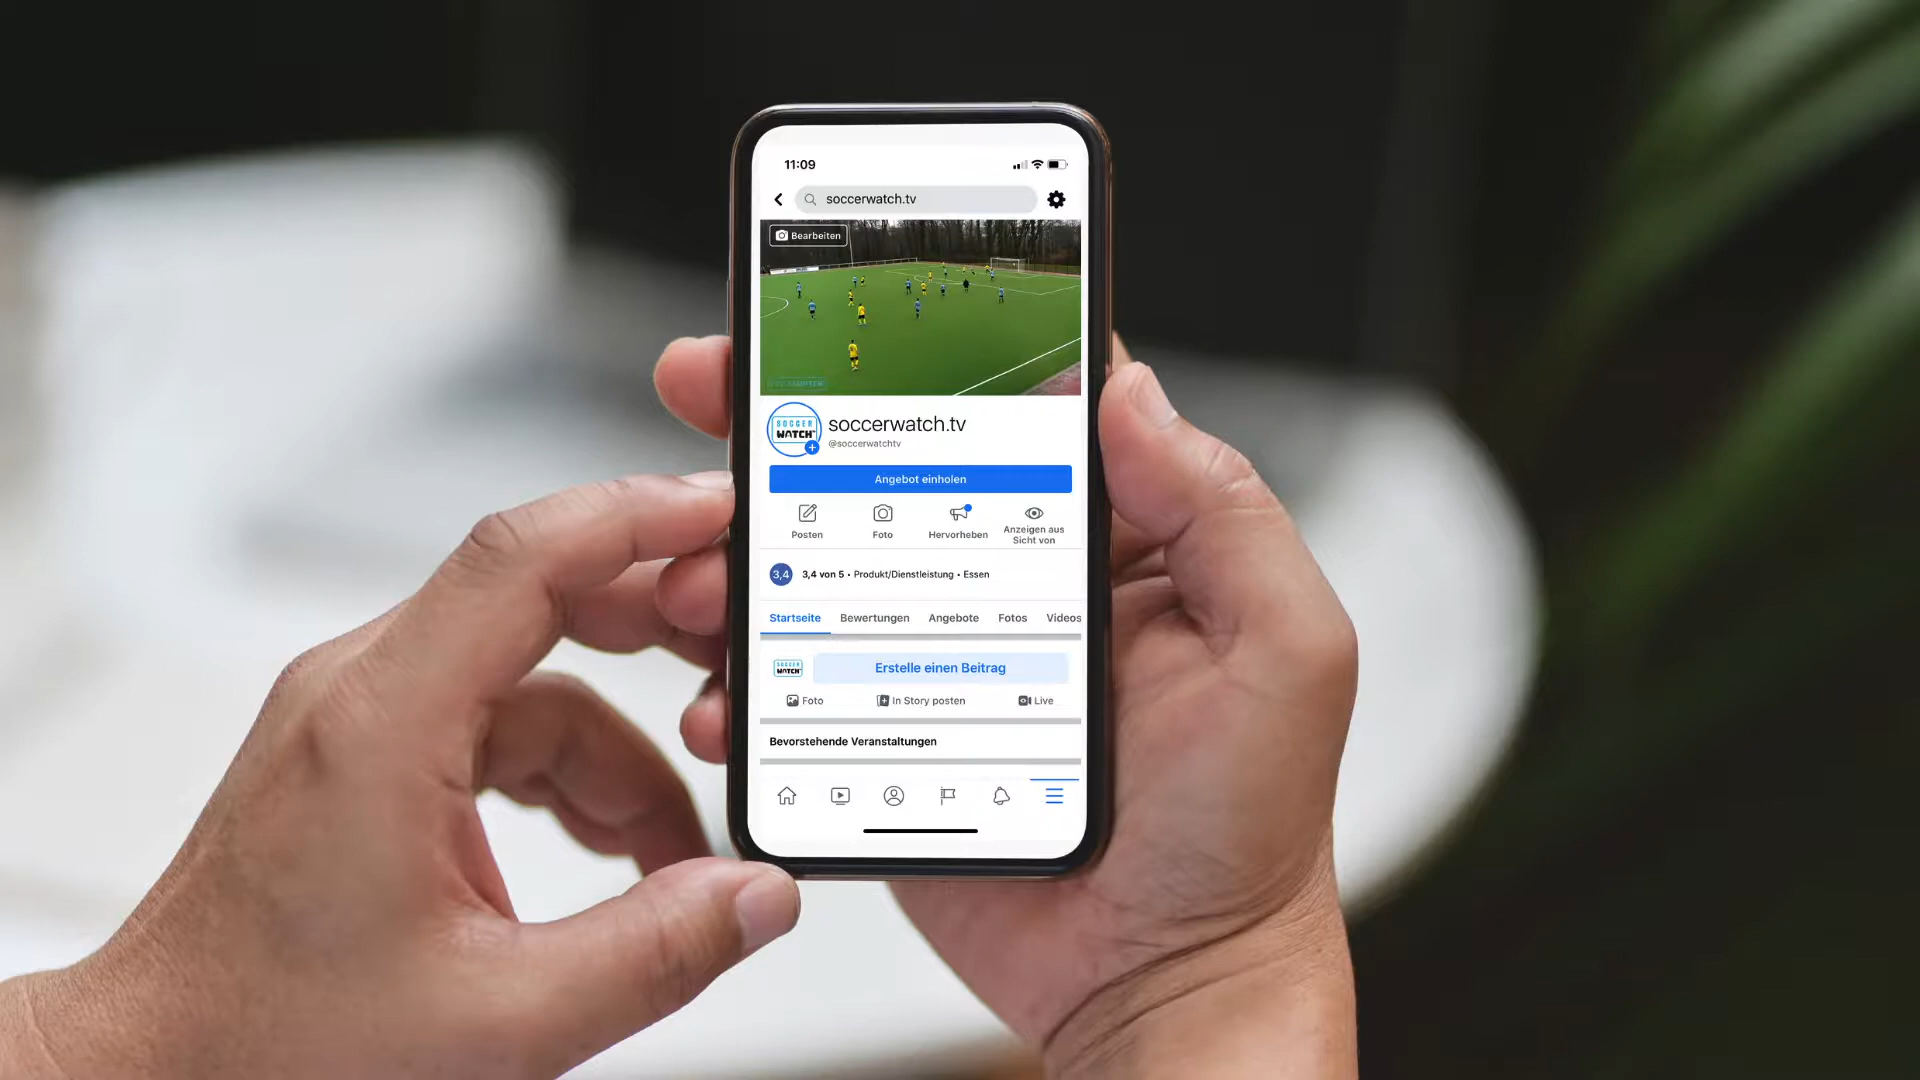 11:09
soccerwatch.tv
Bearbeiten
SOCCER
WATCH
soccerwatch.tv
@soccerwatchtv
Angebot einholen
Posten
Foto
Hervorheben
Anzeigen aus
Sicht von
3,4
3,4 von 5 • Produkt/Dienstleistung • Essen
Startseite
Bewertungen
Angebote
Fotos
Videos
SOCCER
WATCH
Erstelle einen Beitrag
Foto
In Story posten
Live
Bevorstehende Veranstaltungen